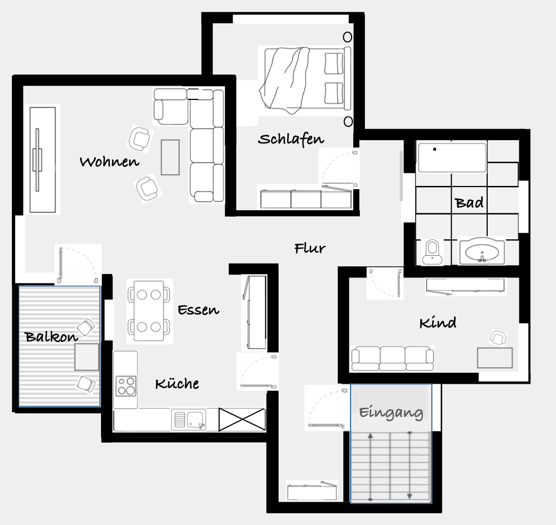 Schlafen
Wohnen
Bad
Flur
Essen
Kind
Balkon
Küche
Eingang